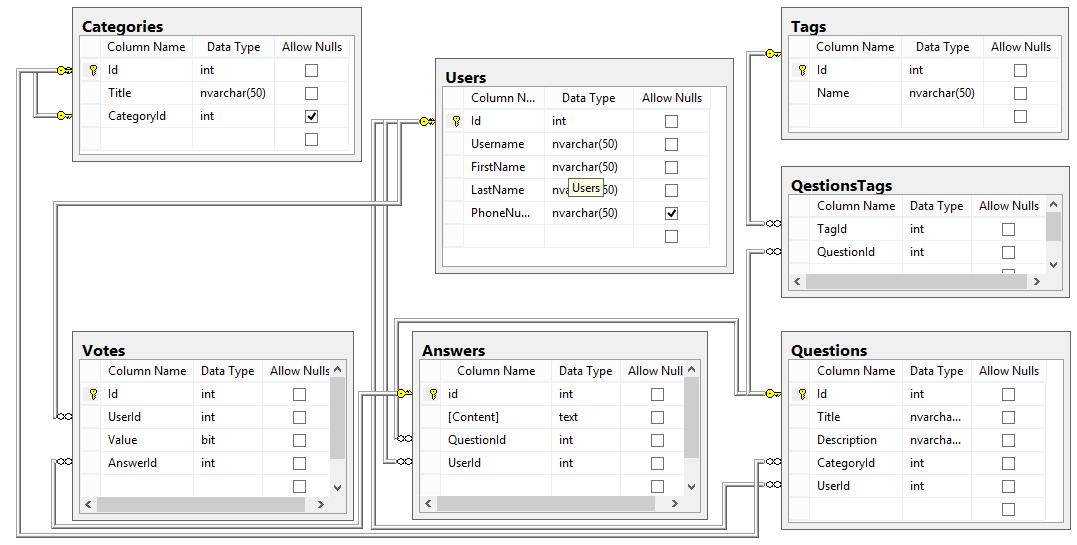 Categories
Column Name Data Type Allow Nulls
Id int
Title nvarchar(50)
CategoryId int
Users
Column N... Data Type Allow Nulls
Id int
Username nvarchar(50)
FirstName nvarchar(50)
LastName nva 50)
Users
PhoneNu... nvarchar(50)
Tags
Column Name Data Type Allow Nulls
Id int
Name nvarchar(50)
QestionsTags
Column Name Data Type Allow Nulls
TagId int
QuestionId int
Votes
Column Name Data Type Allow Nulls
Id int
UserId int
Value bit
AnswerId int
Answers
Column Name Data Type Allow Nulls
id int
[Content] text
QuestionId int
UserId int
Questions
Column Name Data Type Allow Nulls
Id int
Title nvarcha...
Description nvarcha...
CategoryId int
UserId int